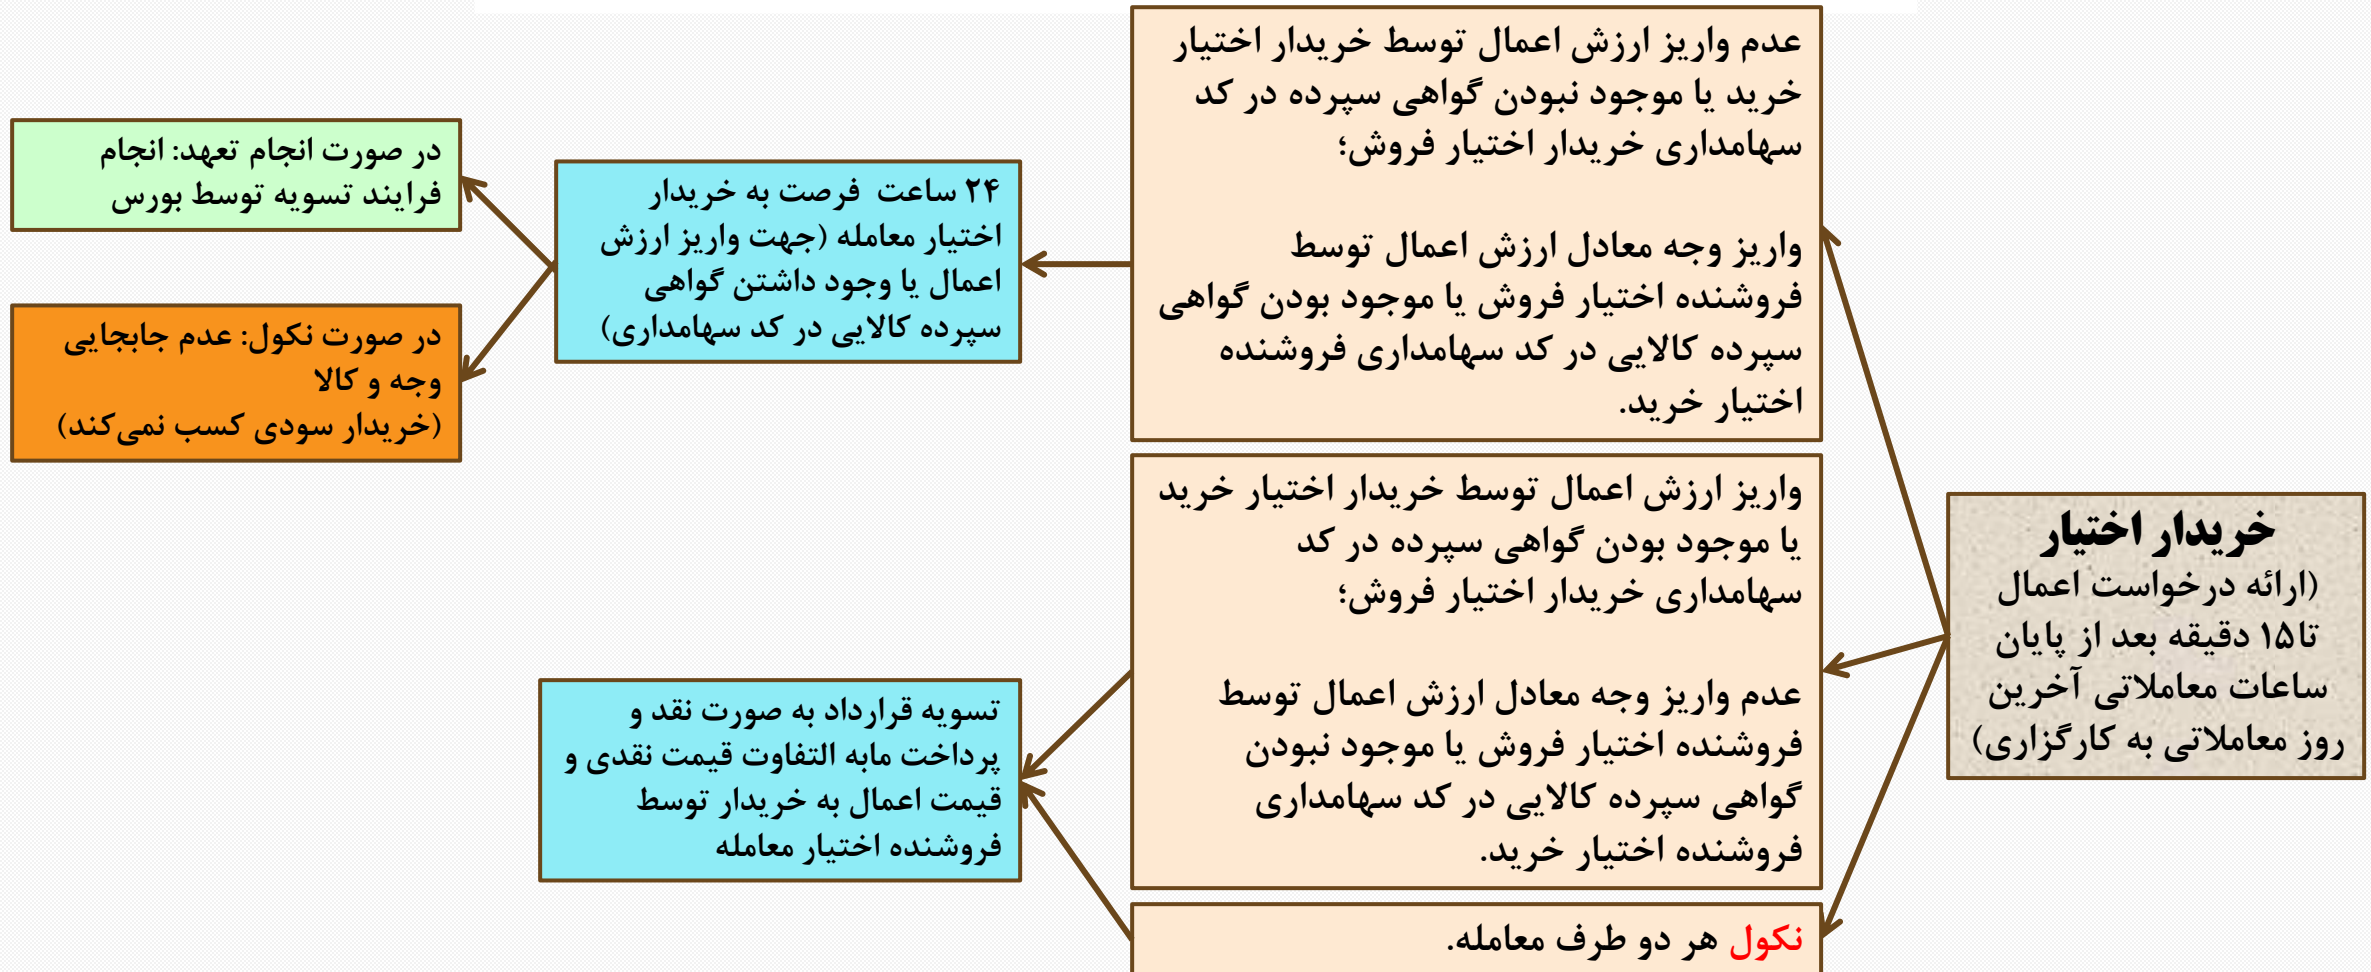 خریدار اختیار
(ارائه درخواست اعمال
تا۱۵ دقیقه بعد از پایان
ساعات معاملاتی آخرین
روز معاملاتی به کارگزاری)
عدم واریز ارزش اعمال توسط خریدار اختیار
خرید یا موجود نبودن گواهی سپرده در کد
سهامداری خریدار اختیار فروش؛
واریز وجه معادل ارزش اعمال توسط
فروشنده اختیار فروش یا موجود بودن گواهی
سپرده کالایی در کد سهامداری فروشنده
اختیار خرید.
۲۴ ساعت فرصت به خریدار
اختیار معامله (جهت واریز ارزش
اعمال یا وجود داشتن گواهی
سپرده کالایی در کد سهامداری)
در صورت انجام تعهد: انجام
فرایند تسویه توسط بورس
در صورت نکول: عدم جابجایی
وجه و کالا
(خریدار سودی کسب نمی‌کند)
واریز ارزش اعمال توسط خریدار اختیار خرید
یا موجود بودن گواهی سپرده در کد
سهامداری خریدار اختیار فروش؛
عدم واریز وجه معادل ارزش اعمال توسط
فروشنده اختیار فروش یا موجود نبودن
گواهی سپرده کالایی در کد سهامداری
فروشنده اختیار خرید.
تسویه قرارداد به صورت نقد و
پرداخت مابه التفاوت قیمت نقدی و
قیمت اعمال به خریدار توسط
فروشنده اختیار معامله
نکول هر دو طرف معامله.